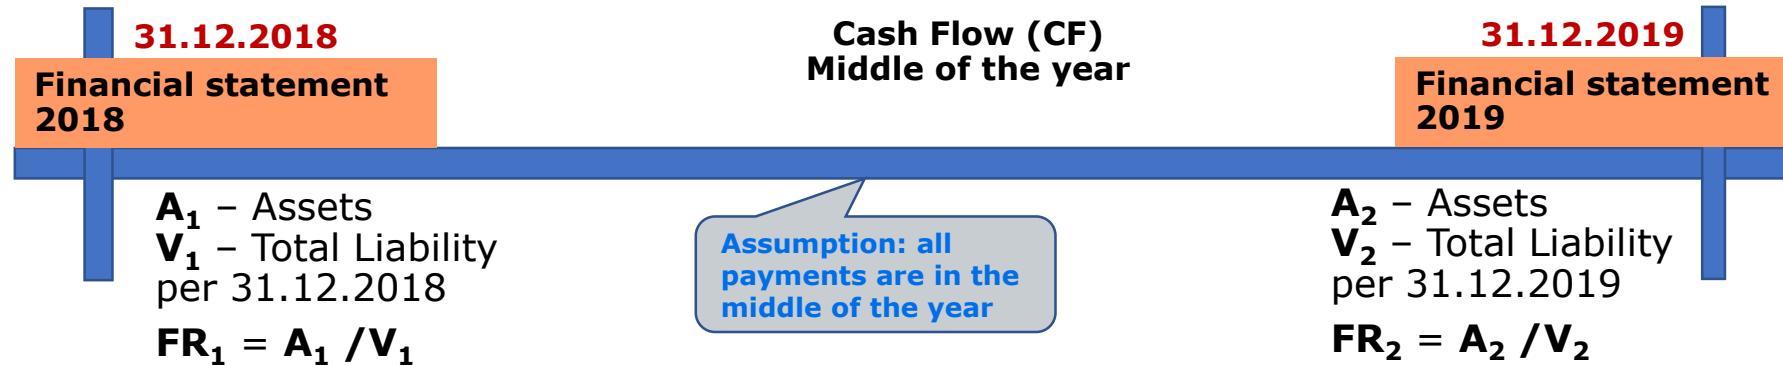 31.12.2018
Financial statement
2018
A₁ – Assets
V₁ – Total Liability
per 31.12.2018
FR₁ = A₁ /V₁
Cash Flow (CF)
Middle of the year
Assumption: all
payments are in the
middle of the year
31.12.2019
Financial statement
2019
A₂ – Assets
V₂ – Total Liability
per 31.12.2019
FR₂ = A₂ /V₂